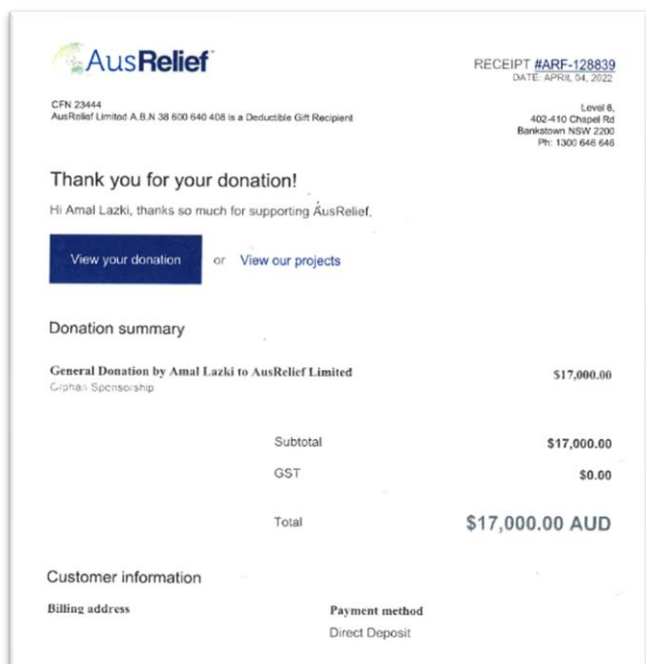 AusRelief
RECEIPT #ARF-128839
DATE: APRIL 04, 2022
CFN 23444
AusRelief Limited A.B.N 38 600 640 408 is a Deductible Gift Recipient
Level 6,
402-410 Chapel Rd
Bankstown NSW 2200
Ph: 1300 646 646
Thank you for your donation!
Hi Amal Lazki, thanks so much for supporting AusRelief.
View your donation or View our projects
Donation summary
General Donation by Amal Lazki to AusRelief Limited $17,000.00
Orphan Sponsorship
Subtotal $17,000.00
GST $0.00
Total $17,000.00 AUD
Customer information
Billing address Payment method
Direct Deposit